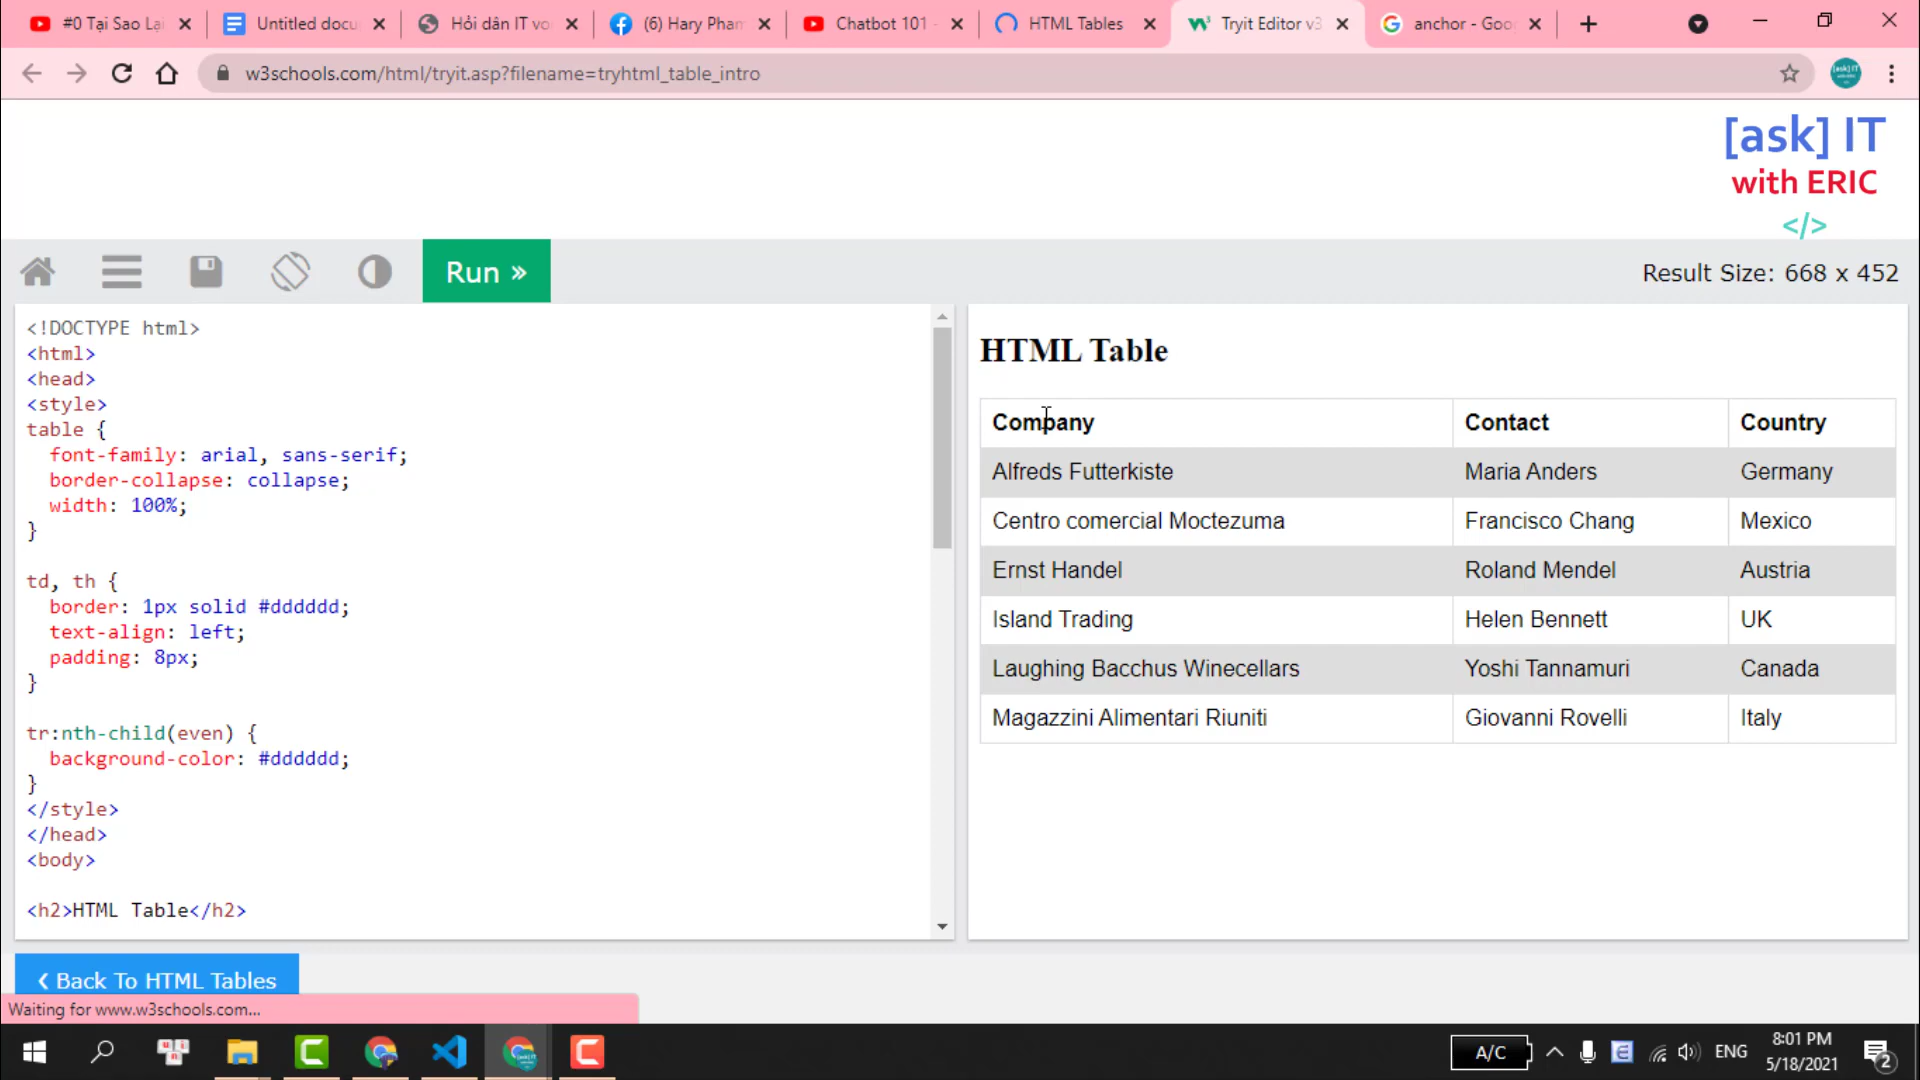 #0 Tại Sao Lạ
Untitled docu
Hỏi dân IT vớ
(6) Hary Pham
Chatbot 101 -
HTML Tables
Tryit Editor v3
anchor - Goo
w3schools.com/html/tryit.asp?filename=tryhtml_table_intro
[ask] IT
with ERIC
</>
Run »
Result Size: 668 x 452
<!DOCTYPE html>
<html>
<head>
<style>
table {
font-family: arial, sans-serif;
border-collapse: collapse;
width: 100%;
}
td, th {
border: 1px solid #dddddd;
text-align: left;
padding: 8px;
}
tr:nth-child(even) {
background-color: #dddddd;
}
</style>
</head>
<body>
<h2>HTML Table</h2>
HTML Table
Company Contact Country
Alfreds Futterkiste Maria Anders Germany
Centro comercial Moctezuma Francisco Chang Mexico
Ernst Handel Roland Mendel Austria
Island Trading Helen Bennett UK
Laughing Bacchus Winecellars Yoshi Tannamuri Canada
Magazzini Alimentari Riuniti Giovanni Rovelli Italy
❮ Back To HTML Tables
Waiting for www.w3schools.com...
A/C
ENG
8:01 PM
5/18/2021
2